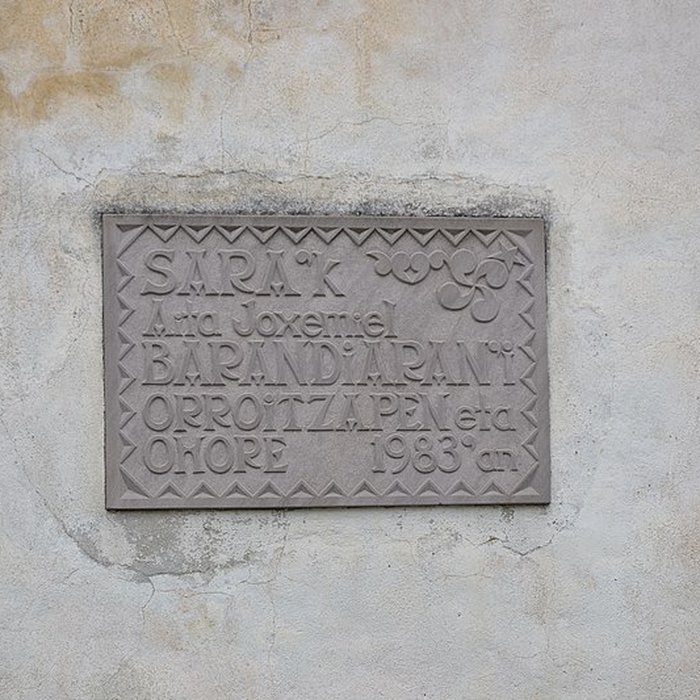 SARA'K
Aita Joxemiel
BARANDiARAN'i
ORROiTZAPEN eta
OHORE 1983'an